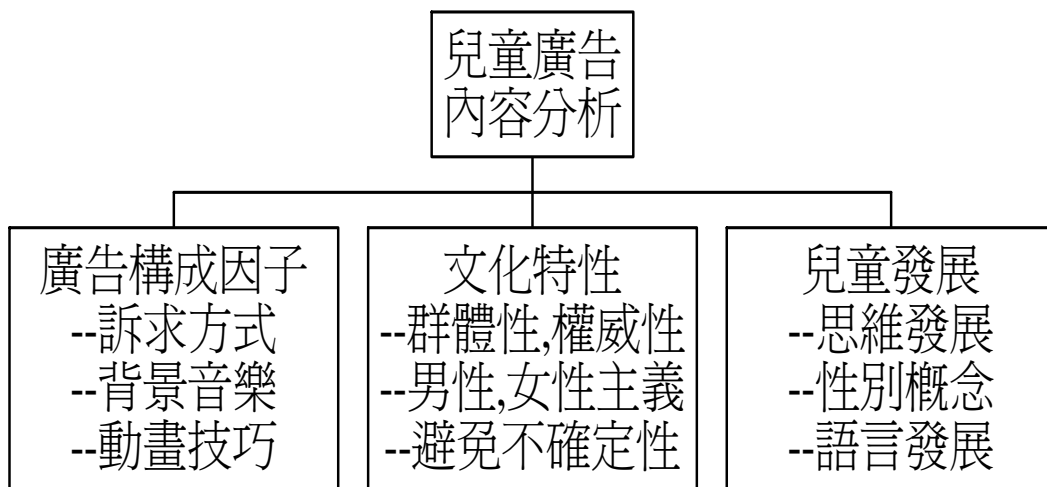 兒童廣告
內容分析
廣告構成因子
--訴求方式
--背景音樂
--動畫技巧
文化特性
--群體性,權威性
--男性,女性主義
--避免不確定性
兒童發展
--思維發展
--性別概念
--語言發展